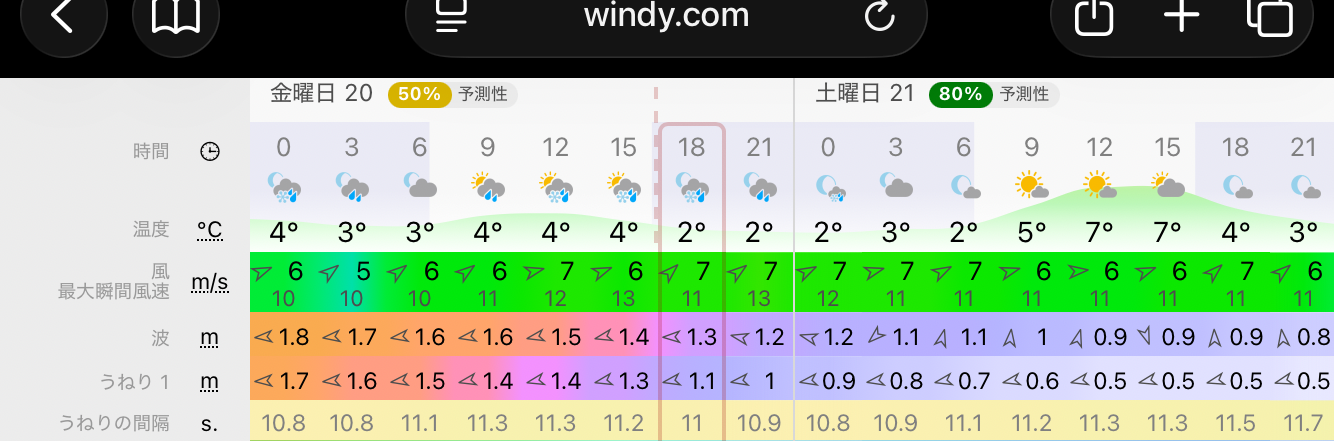 windy.com
金曜日 20 50% 予測性 土曜日 21 80% 予測性
時間 0 3 6 9 12 15 18 21 0 3 6 9 12 15 18 21
温度 °C 4° 3° 3° 4° 4° 4° 2° 2° 2° 3° 2° 5° 7° 7° 4° 3°
風 6 5 6 6 7 6 7 7 7 7 7 6 6 6 7 6
最大瞬間風速 m/s 10 10 10 11 12 13 11 13 12 11 11 11 11 11 11 11
波 m 1.8 1.7 1.6 1.6 1.5 1.4 1.3 1.2 1.2 1.1 1.1 1 0.9 0.9 0.9 0.8
うねり 1 m 1.7 1.6 1.5 1.4 1.4 1.3 1.1 1 0.9 0.8 0.7 0.6 0.5 0.5 0.5 0.5
うねりの間隔 s. 10.8 10.8 11.1 11.3 11.3 11.2 11 10.9 10.8 10.9 11.1 11.2 11.3 11.3 11.5 11.7